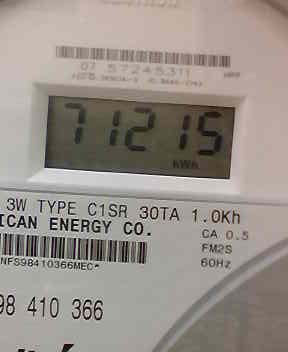 07 57245311
71215
kWh
3W TYPE C1SR 30TA 1.0Kh
ICAN ENERGY CO.
CA 0.5
FM2S
NFS98410366MEC*
60Hz
98 410 366